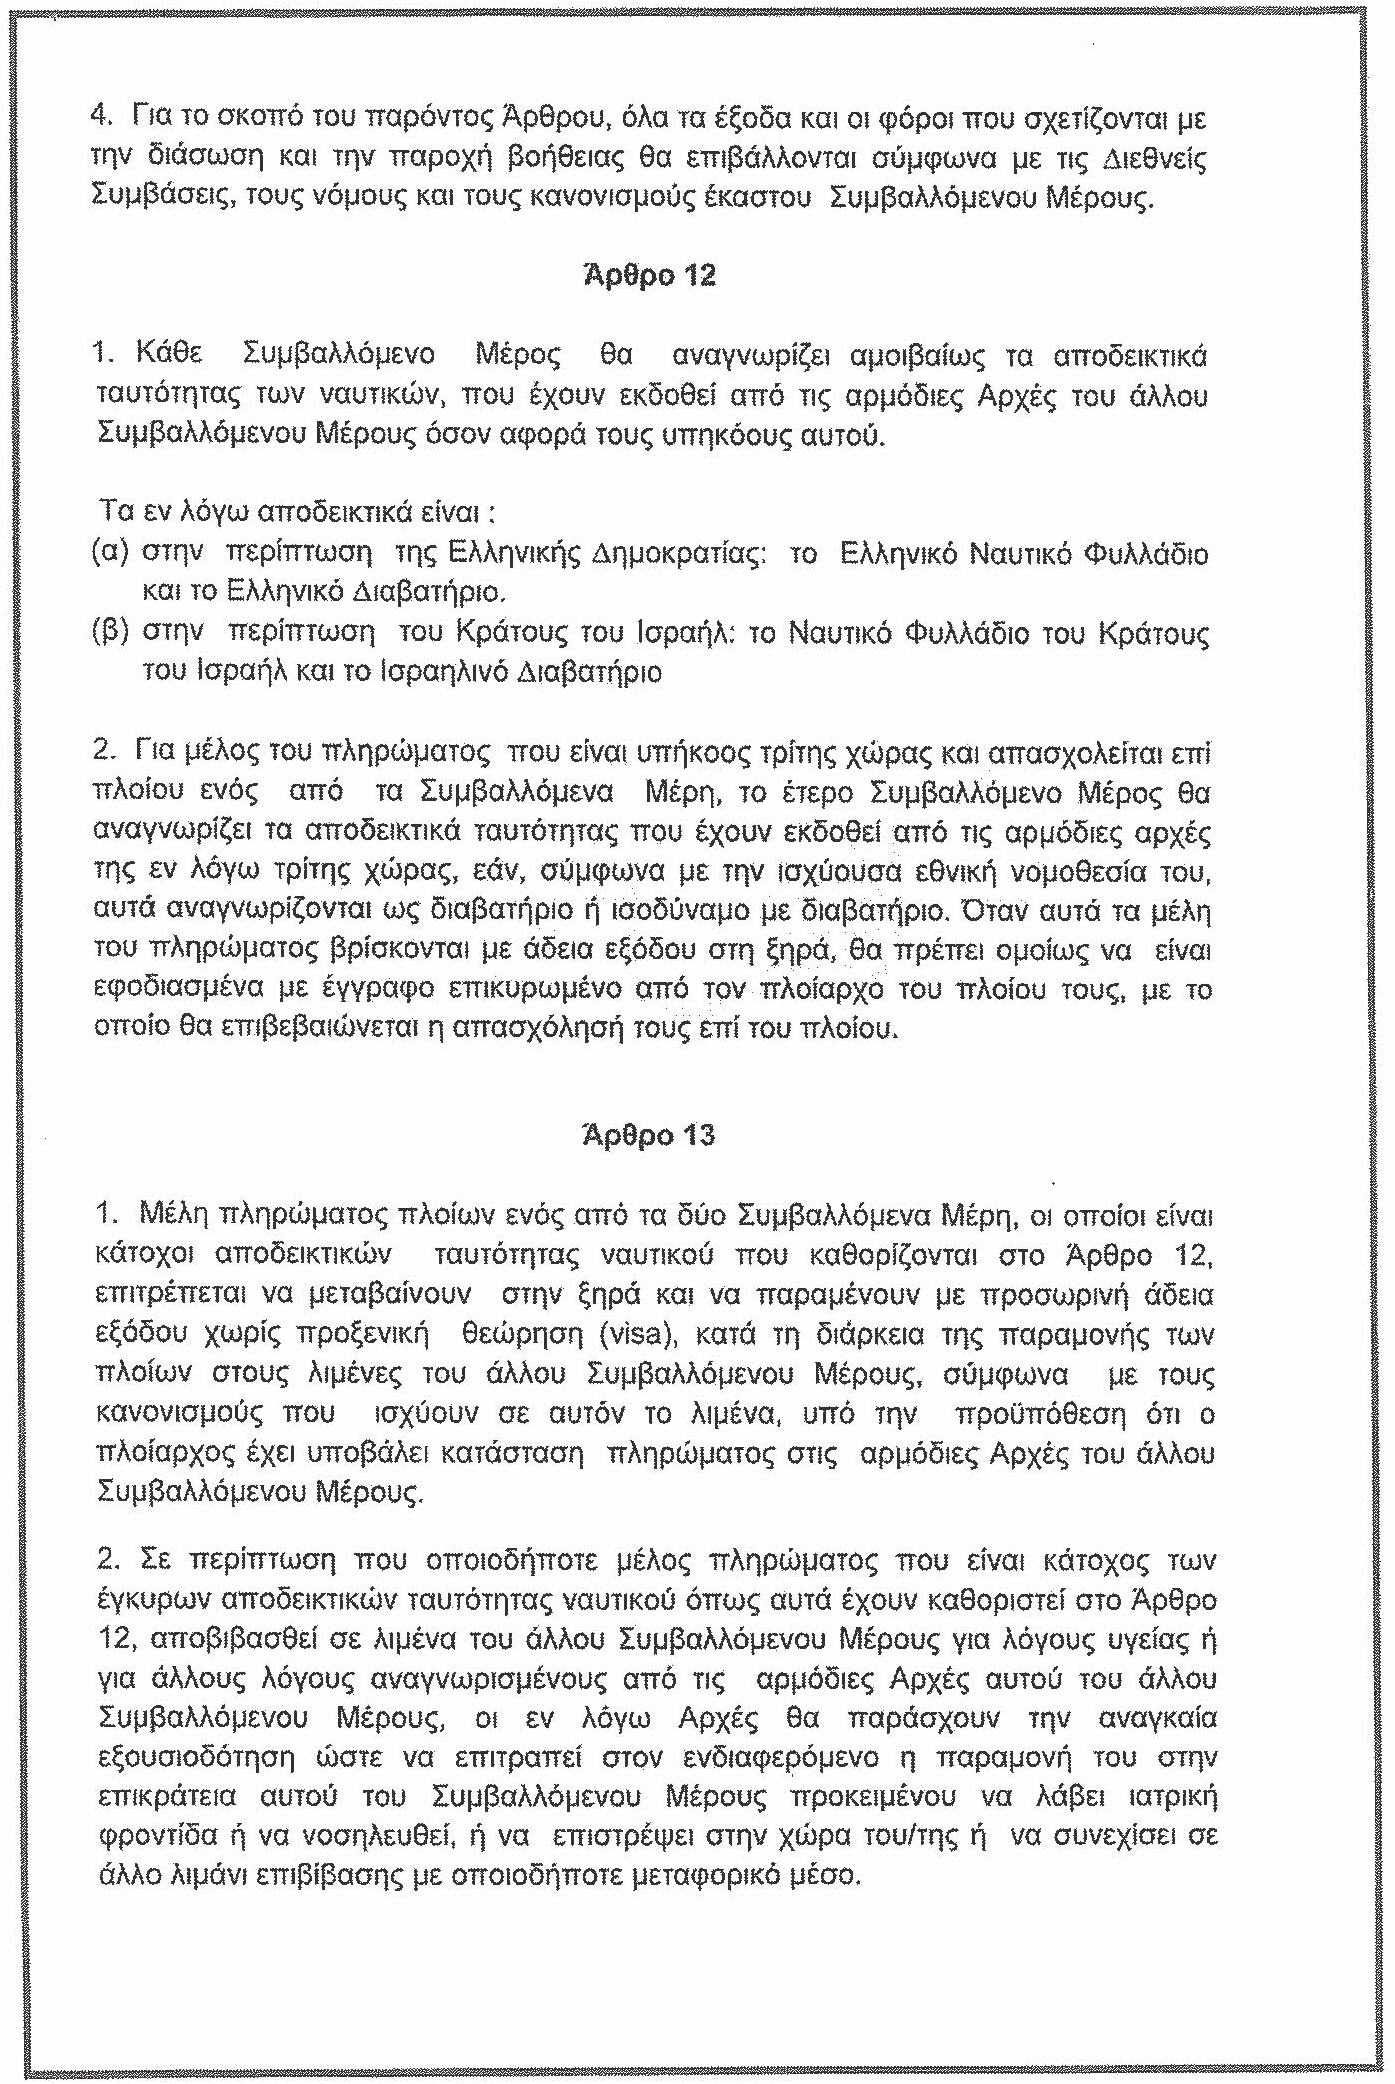 4. Για το σκοπό του παρόντος Άρθρου, όλα τα έξοδα και οι φόροι που σχετίζονται με
την διάσωση και την παροχή βοήθειας θα επιβάλλονται σύμφωνα με τις Διεθνείς
Συμβάσεις, τους νόμους και τους κανονισμούς έκαστου Συμβαλλόμενου Μέρους.
Άρθρο 12
1. Κάθε Συμβαλλόμενο Μέρος θα αναγνωρίζει αμοιβαίως τα αποδεικτικά
ταυτότητας των ναυτικών, που έχουν εκδοθεί από τις αρμόδιες Αρχές του άλλου
Συμβαλλόμενου Μέρους όσον αφορά τους υπηκόους αυτού.
Τα εν λόγω αποδεικτικά είναι :
(α) στην περίπτωση της Ελληνικής Δημοκρατίας: το Ελληνικό Ναυτικό Φυλλάδιο
και το Ελληνικό Διαβατήριο.
(β) στην περίπτωση του Κράτους του Ισραήλ: το Ναυτικό Φυλλάδιο του Κράτους
του Ισραήλ και το Ισραηλινό Διαβατήριο
2. Για μέλος του πληρώματος που είναι υπήκοος τρίτης χώρας και απασχολείται επί
πλοίου ενός από τα Συμβαλλόμενα Μέρη, το έτερο Συμβαλλόμενο Μέρος θα
αναγνωρίζει τα αποδεικτικά ταυτότητας που έχουν εκδοθεί από τις αρμόδιες αρχές
της εν λόγω τρίτης χώρας, εάν, σύμφωνα με την ισχύουσα εθνική νομοθεσία του,
αυτά αναγνωρίζονται ως διαβατήριο ή ισοδύναμο με διαβατήριο. Όταν αυτά τα μέλη
του πληρώματος βρίσκονται με άδεια εξόδου στη ξηρά, θα πρέπει ομοίως να είναι
εφοδιασμένα με έγγραφο επικυρωμένο από τον πλοίαρχο του πλοίου τους, με το
οποίο θα επιβεβαιώνεται η απασχόλησή τους επί του πλοίου.
Άρθρο 13
1. Μέλη πληρώματος πλοίων ενός από τα δύο Συμβαλλόμενα Μέρη, οι οποίοι είναι
κάτοχοι αποδεικτικών ταυτότητας ναυτικού που καθορίζονται στο Άρθρο 12,
επιτρέπεται να μεταβαίνουν στην ξηρά και να παραμένουν με προσωρινή άδεια
εξόδου χωρίς προξενική θεώρηση (visa), κατά τη διάρκεια της παραμονής των
πλοίων στους λιμένες του άλλου Συμβαλλόμενου Μέρους, σύμφωνα με τους
κανονισμούς που ισχύουν σε αυτόν το λιμένα, υπό την προϋπόθεση ότι ο
πλοίαρχος έχει υποβάλει κατάσταση πληρώματος στις αρμόδιες Αρχές του άλλου
Συμβαλλόμενου Μέρους.
2. Σε περίπτωση που οποιοδήποτε μέλος πληρώματος που είναι κάτοχος των
έγκυρων αποδεικτικών ταυτότητας ναυτικού όπως αυτά έχουν καθοριστεί στο Άρθρο
12, αποβιβασθεί σε λιμένα του άλλου Συμβαλλόμενου Μέρους για λόγους υγείας ή
για άλλους λόγους αναγνωρισμένους από τις αρμόδιες Αρχές αυτού του άλλου
Συμβαλλόμενου Μέρους, οι εν λόγω Αρχές θα παράσχουν την αναγκαία
εξουσιοδότηση ώστε να επιτραπεί στον ενδιαφερόμενο η παραμονή του στην
επικράτεια αυτού του Συμβαλλόμενου Μέρους προκειμένου να λάβει ιατρική
φροντίδα ή να νοσηλευθεί, ή να επιστρέψει στην χώρα του/της ή να συνεχίσει σε
άλλο λιμάνι επιβίβασης με οποιοδήποτε μεταφορικό μέσο.